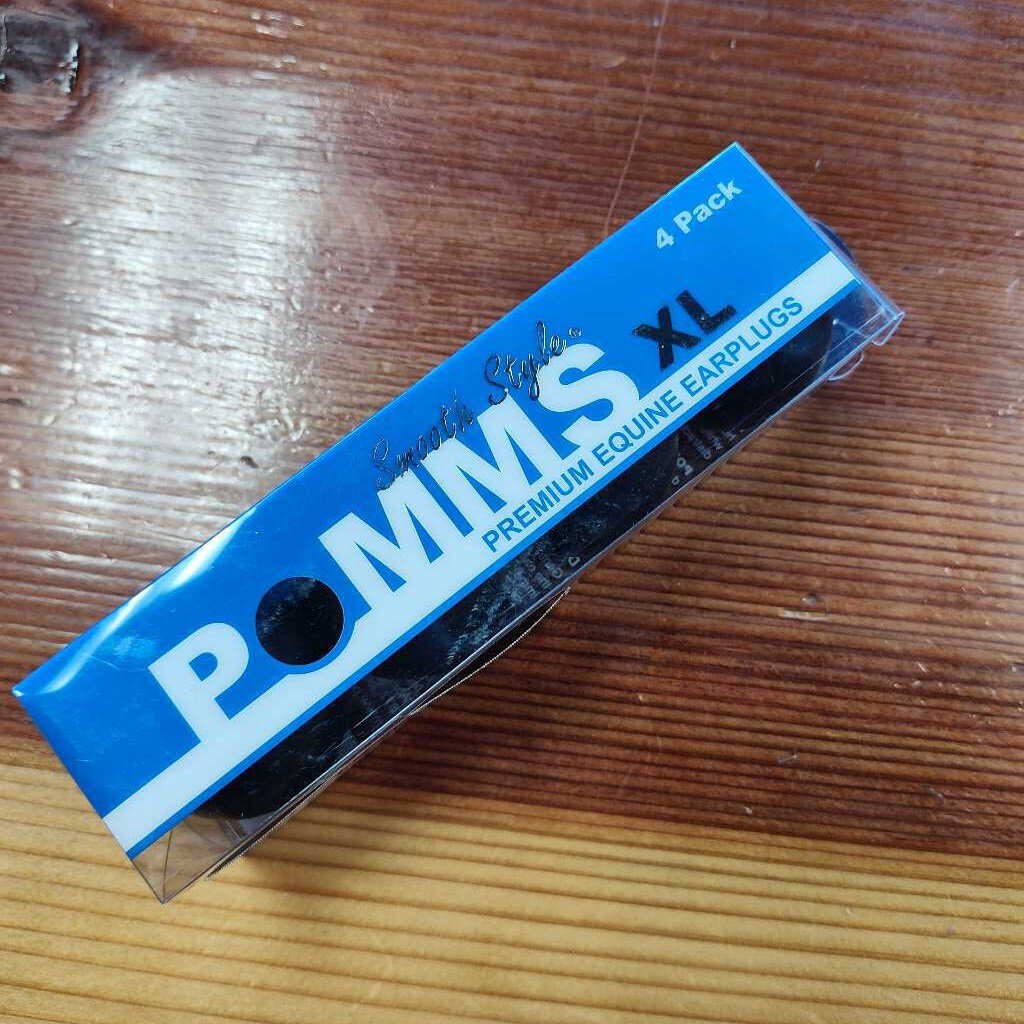 4 Pack
Smooth Style®
POMMS XL
PREMIUM EQUINE EARPLUGS